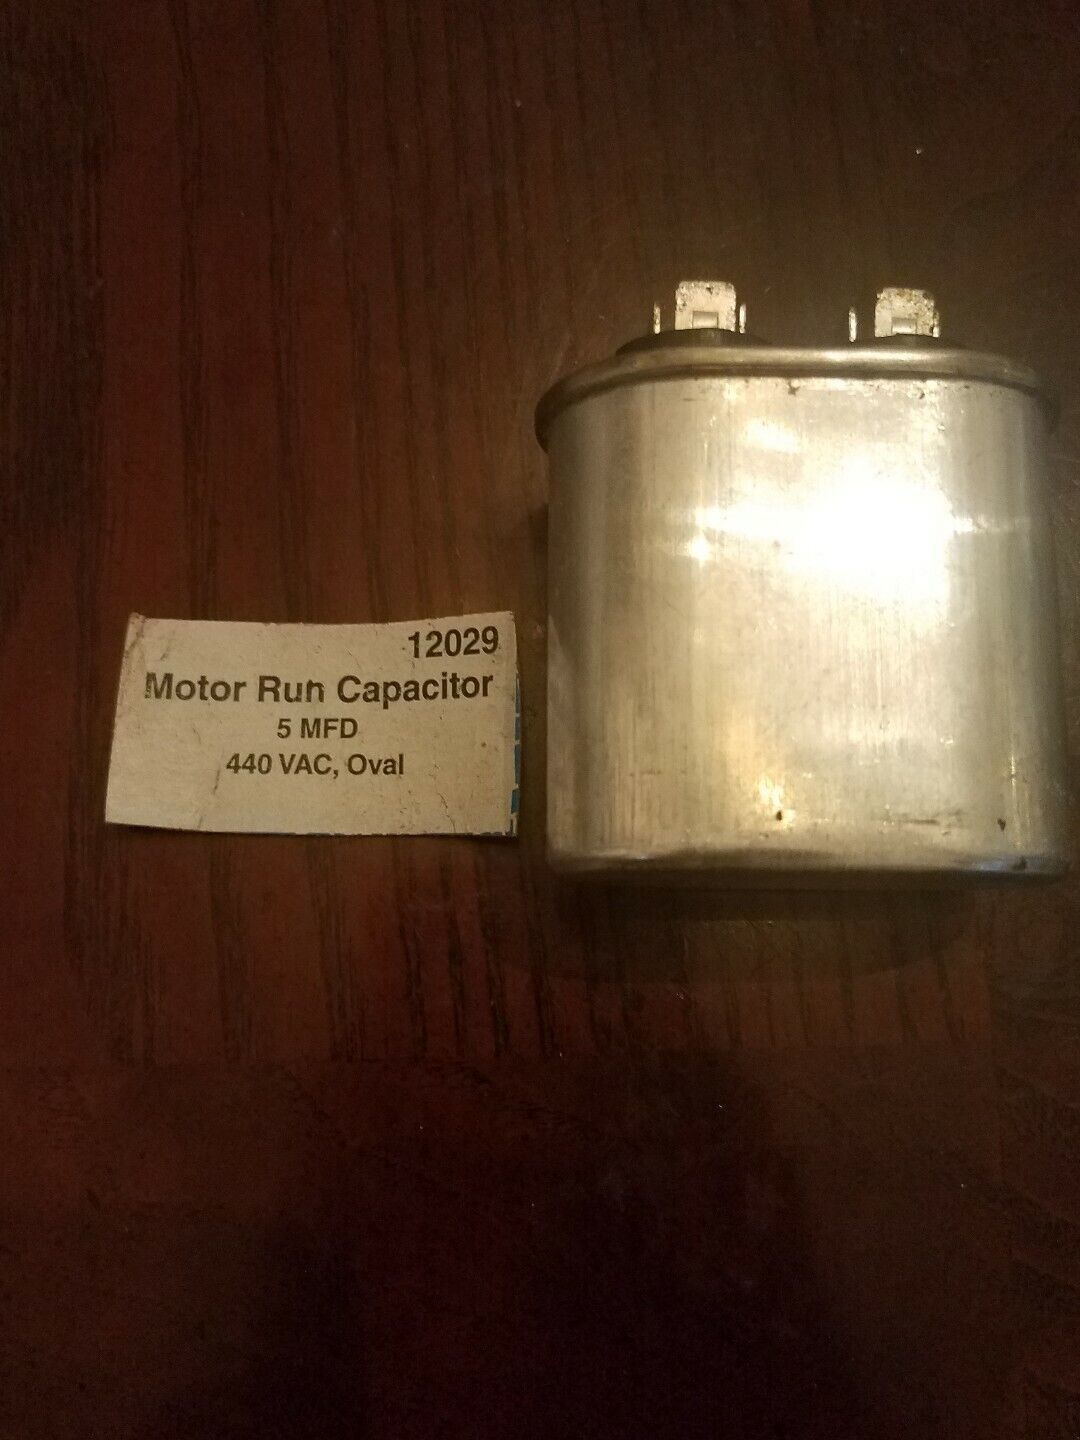 12029
Motor Run Capacitor
5 MFD
440 VAC, Oval